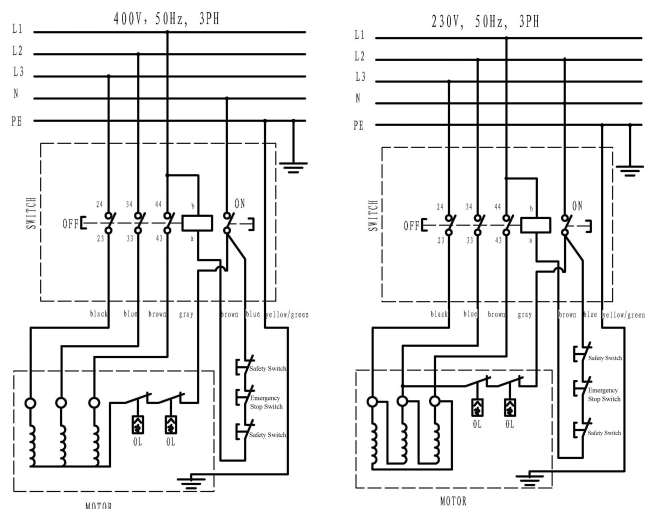 400V, 50Hz, 3PH
L1
L2
L3
N
PE
SWITCH
24
34
44
b
ON
OFF
23
33
43
a
black
blue
brown
gray
brown
blue
yellow/green
Safety Switch
Emergency
Stop Switch
Safety Switch
OL
OL
MOTOR
230V, 50Hz, 3PH
L1
L2
L3
N
PE
SWITCH
24
34
44
b
ON
OFF
23
33
43
a
black
blue
brown
gray
brown
blue
yellow/green
Safety Switch
Emergency
Stop Switch
Safety Switch
OL
OL
MOTOR